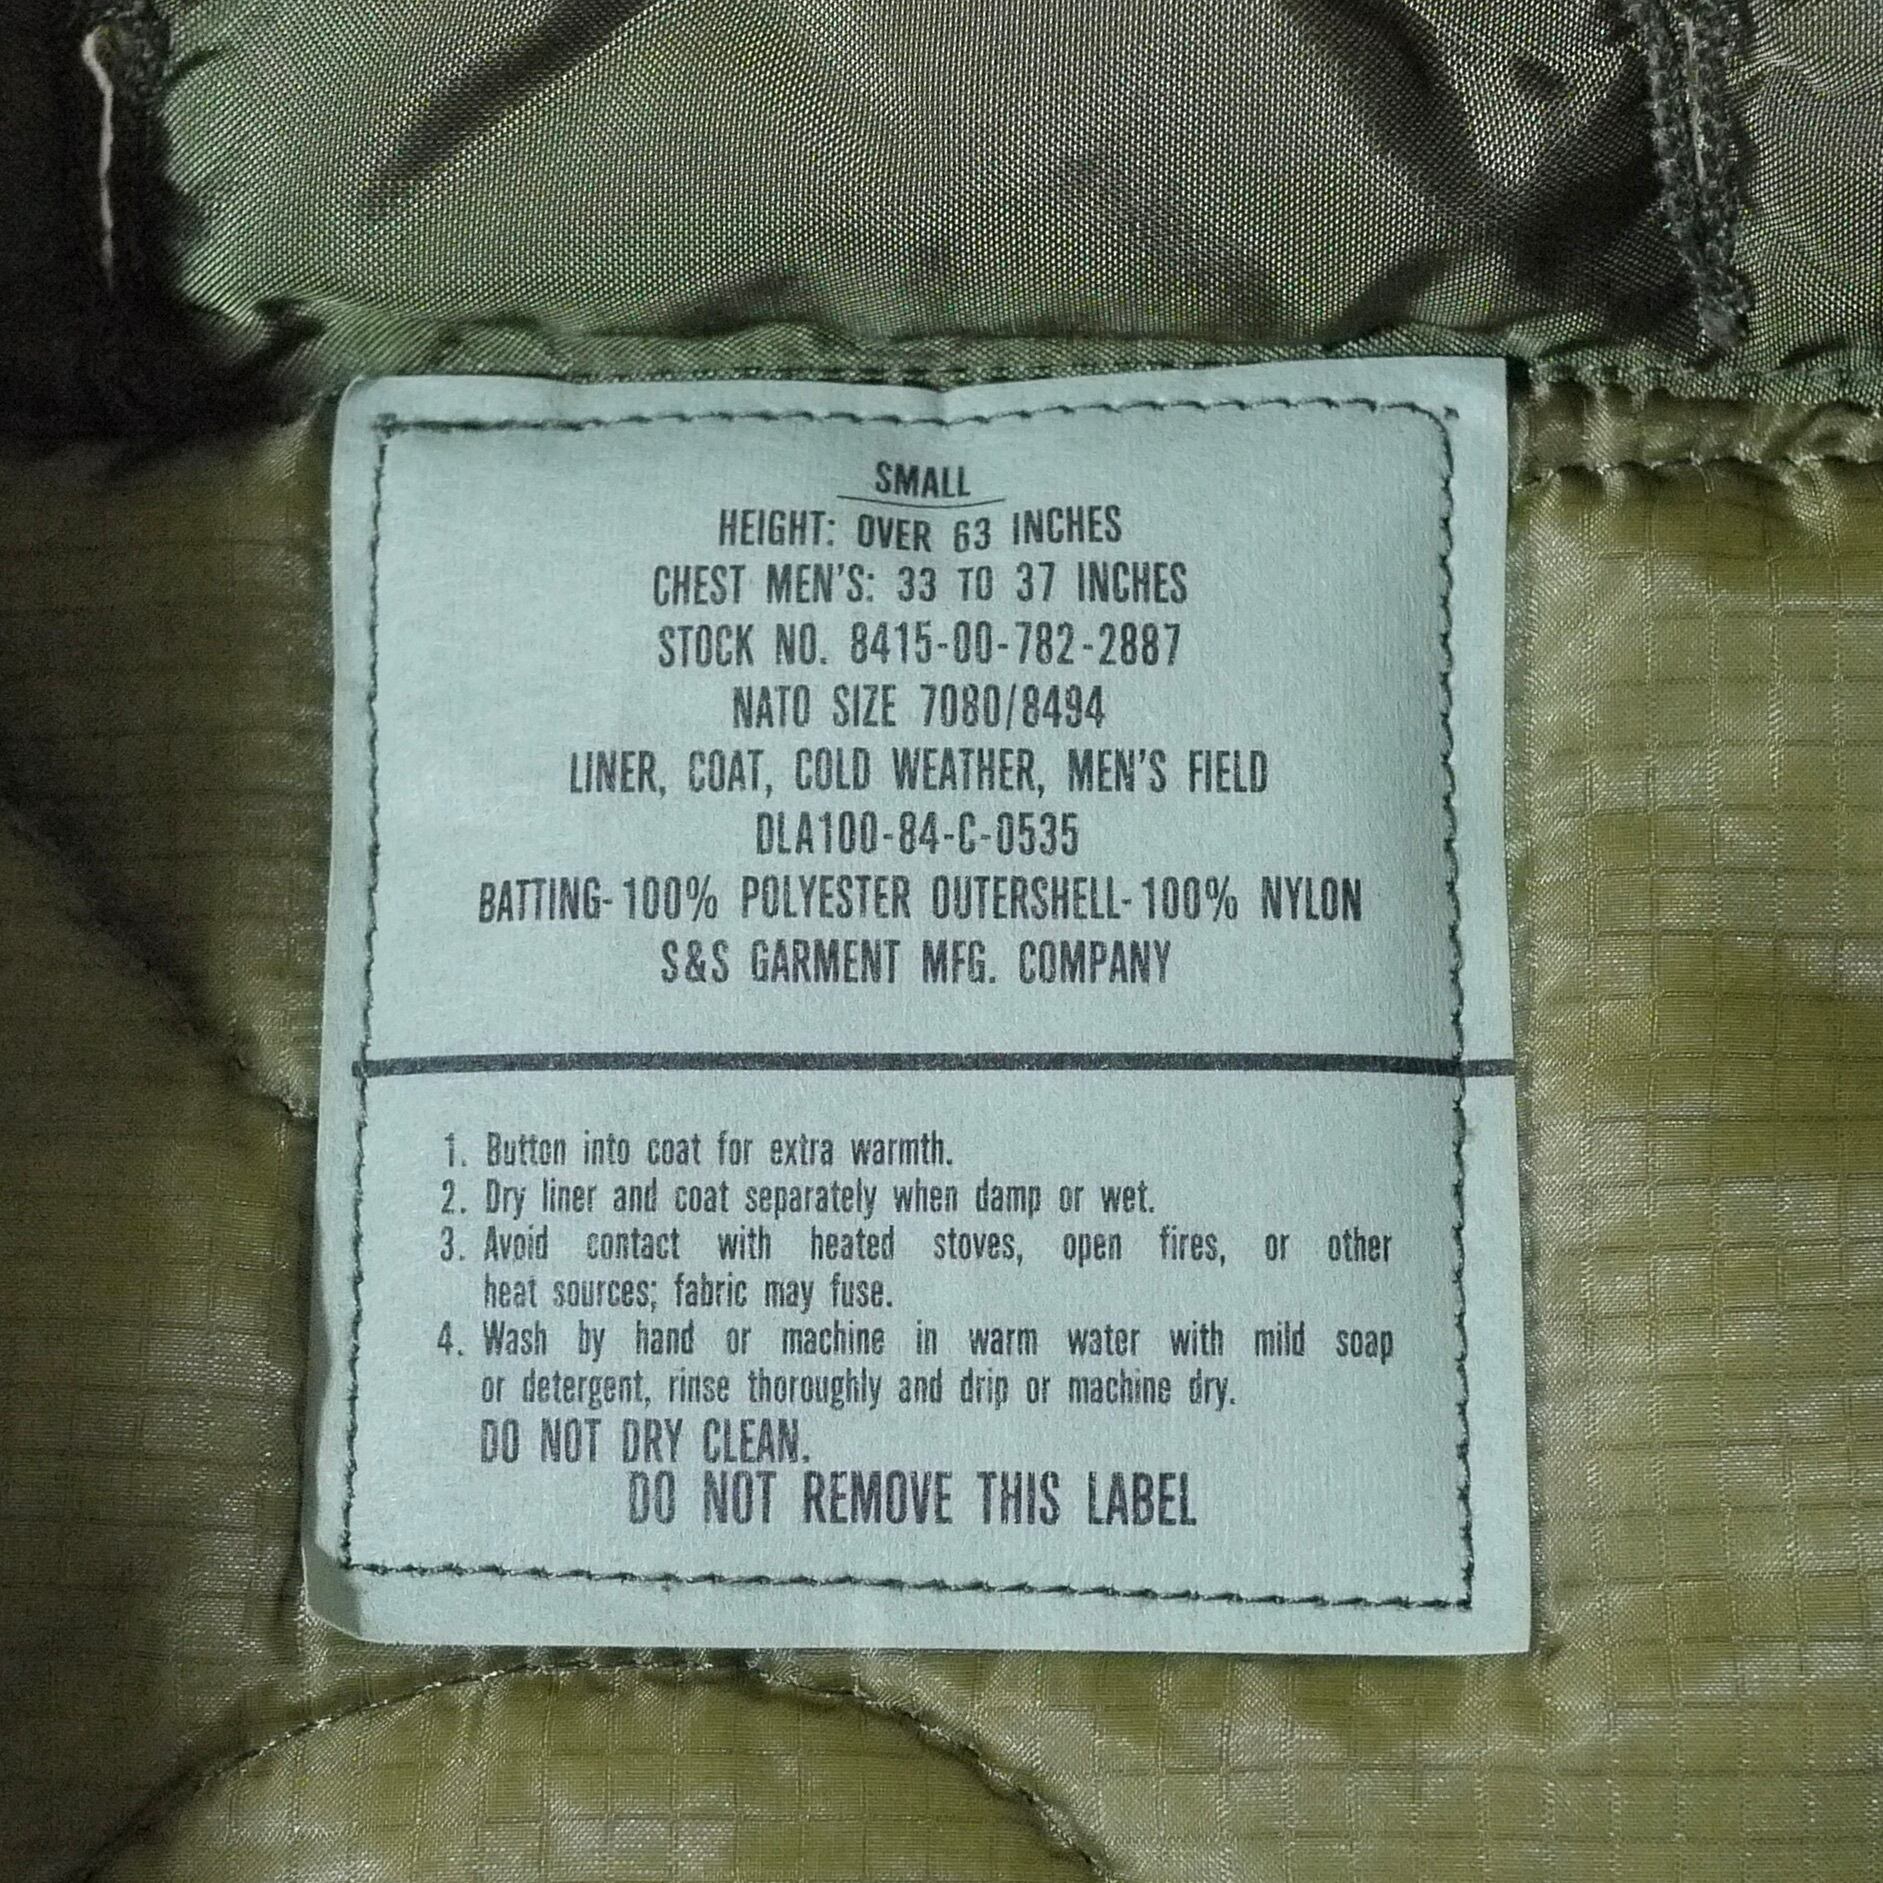 SMALL
HEIGHT: OVER 63 INCHES
CHEST MEN'S: 33 TO 37 INCHES
STOCK NO. 8415-00-782-2887
NATO SIZE 7080/8494
LINER, COAT, COLD WEATHER, MEN'S FIELD
DLA100-84-C-0535
BATTING-100% POLYESTER OUTERSHELL-100% NYLON
S&S GARMENT MFG. COMPANY
1. Button into coat for extra warmth.
2. Dry liner and coat separately when damp or wet.
3. Avoid contact with heated stoves, open fires, or other
heat sources; fabric may fuse.
4. Wash by hand or machine in warm water with mild soap
or detergent, rinse thoroughly and drip or machine dry.
DO NOT DRY CLEAN.
DO NOT REMOVE THIS LABEL